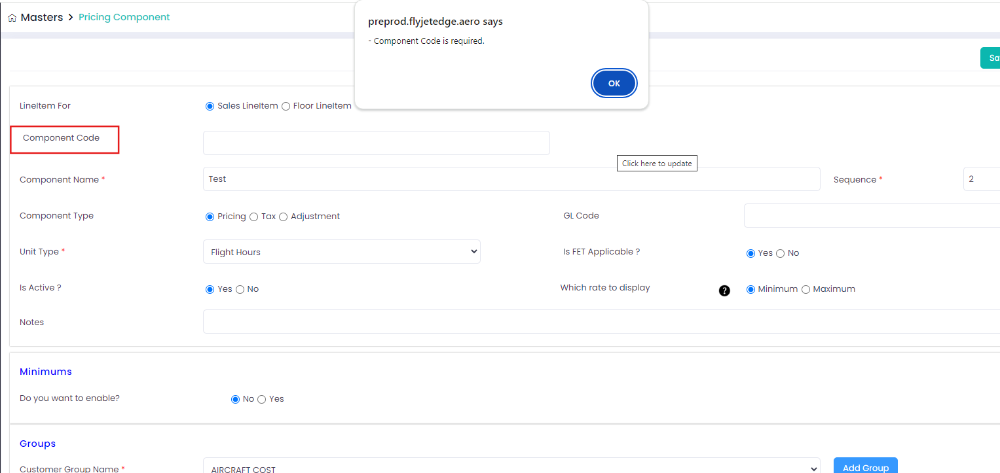 Masters > Pricing Component
preprod.flyjetedge.aero says
- Component Code is required.
OK
Sa
LineItem For
Sales LineItem Floor LineItem
Component Code
Click here to update
Component Name * Test Sequence * 2
Component Type Pricing Tax Adjustment GL Code
Unit Type * Flight Hours Is FET Applicable ? Yes No
Is Active ? Yes No Which rate to display ? Minimum Maximum
Notes
Minimums
Do you want to enable? No Yes
Groups
Customer Group Name * AIRCRAFT COST Add Group